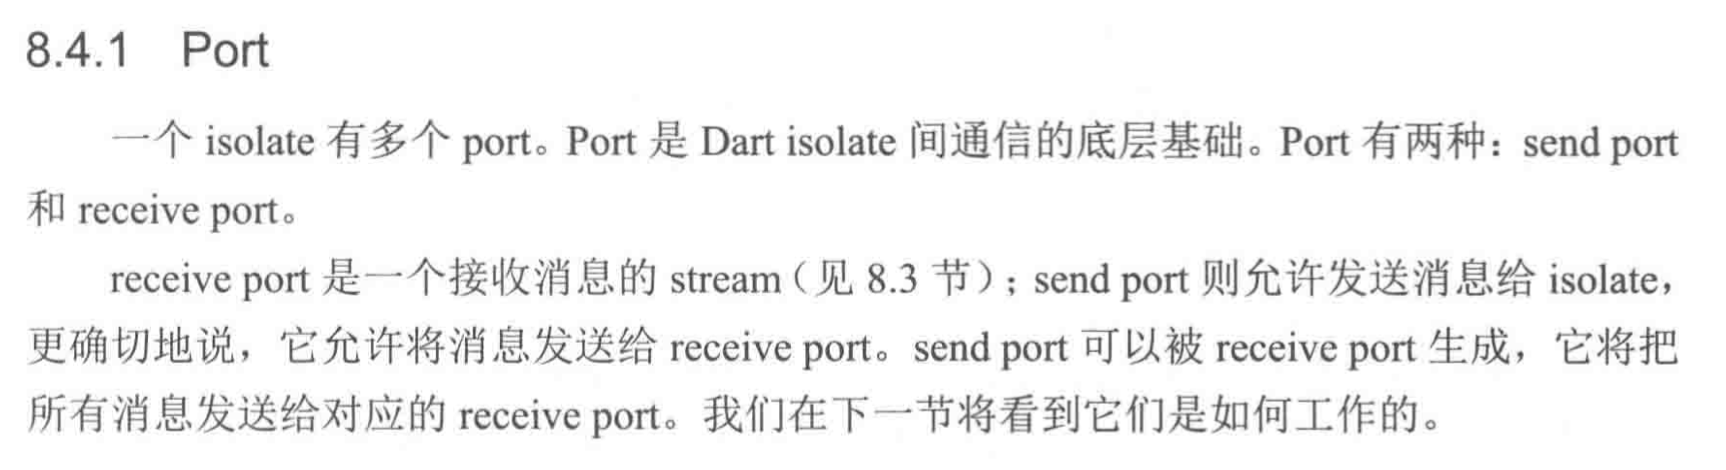 8.4.1 Port
一个 isolate 有多个 port。Port 是 Dart isolate 间通信的底层基础。Port 有两种：send port
和 receive port。
receive port 是一个接收消息的 stream（见 8.3 节）；send port 则允许发送消息给 isolate，
更确切地说，它允许将消息发送给 receive port。send port 可以被 receive port 生成，它将把
所有消息发送给对应的 receive port。我们在下一节将看到它们是如何工作的。